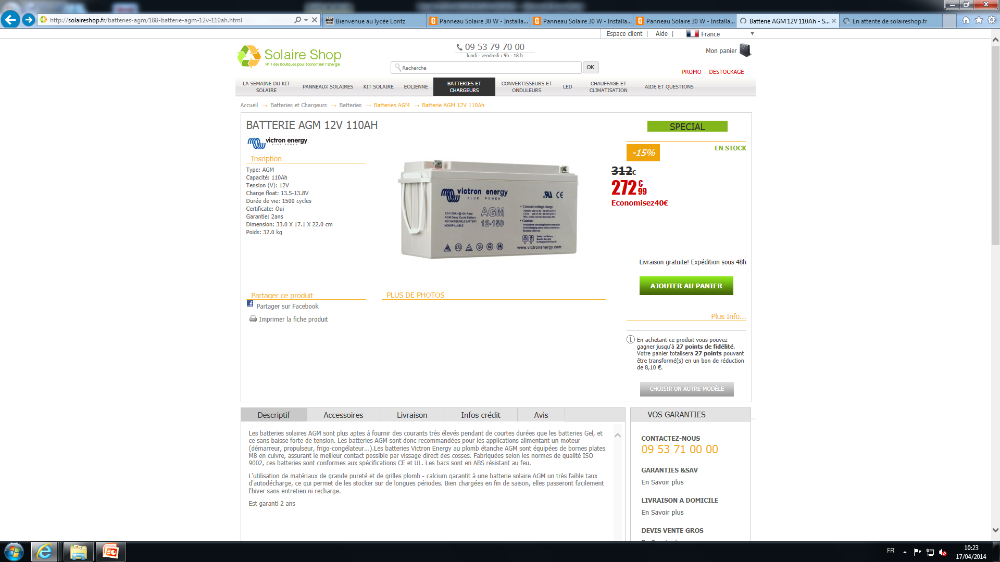 http://solaireshop.fr/batteries-agm/188-batterie-agm-12v-110ah.html
Bienvenue au lycée Loritz
Panneau Solaire 30 W - Installa...
Panneau Solaire 30 W - Installa...
Panneau Solaire 30 W - Installa...
Batterie AGM 12V 110Ah - S...
En attente de solaireshop.fr
Espace client | Aide | France
Solaire Shop
N° 1 des Boutiques pour économiser l'Energie
09 53 79 70 00
lundi - vendredi : 9h - 18 h
Mon panier
Recherche
OK
PROMO DESTOCKAGE
LA SEMAINE DU KIT SOLAIRE
PANNEAUX SOLAIRES
KIT SOLAIRE
EOLIENNE
BATTERIES ET CHARGEURS
CONVERTISSEURS ET ONDULEURS
LED
CHAUFFAGE ET CLIMATISATION
AIDE ET QUESTIONS
Accueil → Batteries et Chargeurs → Batteries → Batteries AGM → Batterie AGM 12V 110Ah
BATTERIE AGM 12V 110AH
victron energy
BLUE POWER
Insription
Type: AGM
Capacité: 110Ah
Tension (V): 12V
Charge float: 13.5-13.8V
Durée de vie: 1500 cycles
Certificate: Oui
Garantie: 2ans
Dimension: 33.0 X 17.1 X 22.0 cm
Poids: 32.0 kg
victron energy
BLUE POWER
12V150AH@10h Rate
AGM Deep Cycle Battery
RECHARGEABLE BATTERY
NONSPILLABLE
AGM
12-150
• Constant voltage charge
• Caution:
www.victronenergy.com
SPECIAL
-15%
EN STOCK
312€
272€99
Economisez40€
Livraison gratuite! Expédition sous 48h
AJOUTER AU PANIER
Plus Info...
En achetant ce produit vous pouvez
gagner jusqu'à 27 points de fidélité.
Votre panier totalisera 27 points pouvant
être transformé(s) en un bon de réduction
de 8,10 €.
CHOISIR UN AUTRE MODÈLE
Partager ce produit
Partager sur Facebook
Imprimer la fiche produit
PLUS DE PHOTOS
Descriptif
Accessoires
Livraison
Infos crédit
Avis
Les batteries solaires AGM sont plus aptes à fournir des courants très élevés pendant de courtes durées que les batteries Gel, et
ce sans baisse forte de tension. Les batteries AGM sont donc recommandées pour les applications alimentant un moteur
(démarreur, propulseur, frigo-congélateur...).Les batteries Victron Energy au plomb étanche AGM sont équipées de bornes plates
M8 en cuivre, assurant le meilleur contact possible par vissage direct des cosses. Fabriquées selon les normes de qualité ISO
9002, ces batteries sont conformes aux spécifications CE et UL. Les bacs sont en ABS résistant au feu.
L'utilisation de matériaux de grande pureté et de grilles plomb - calcium garantit à une batterie solaire AGM un très faible taux
d'autodécharge, ce qui permet de les stocker sur de longues périodes. Bien chargées en fin de saison, elles passeront facilement
l'hiver sans entretien ni recharge.
Est garanti 2 ans
VOS GARANTIES
CONTACTEZ-NOUS
09 53 71 00 00
GARANTIES &SAV
En Savoir plus
LIVRAISON A DOMICILE
En Savoir plus
DEVIS VENTE GROS
FR
10:23
17/04/2014